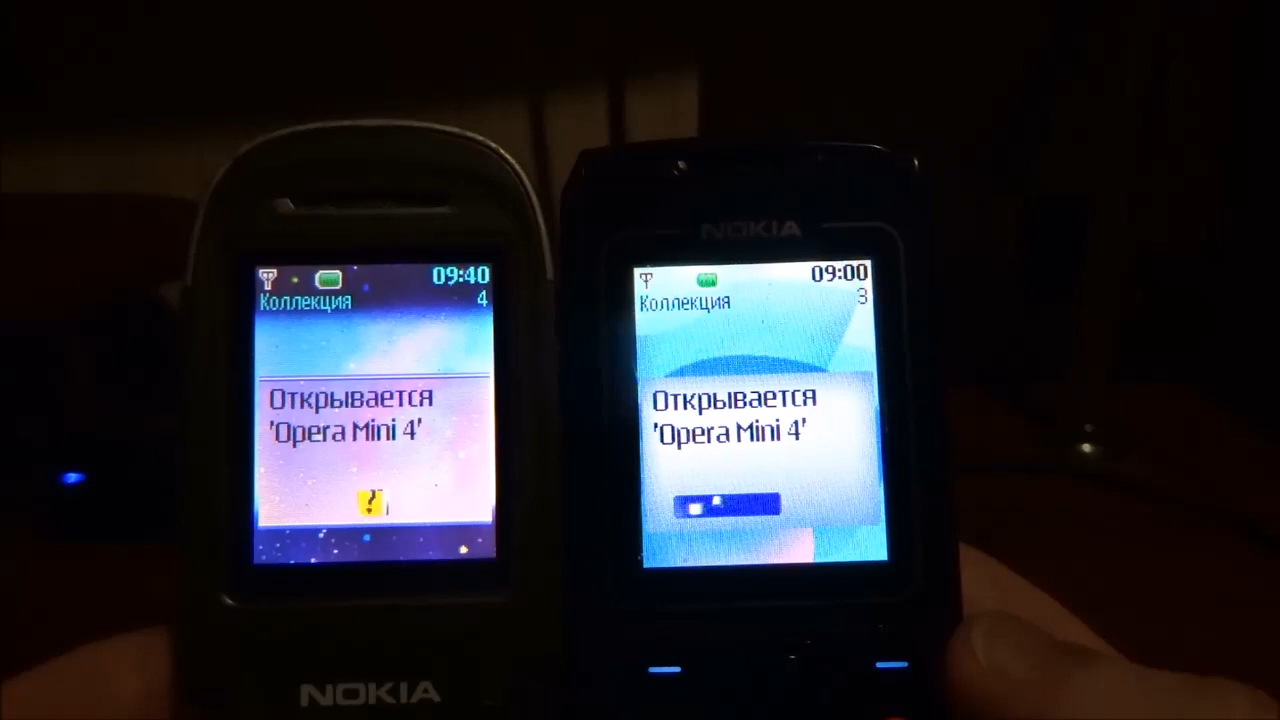 09:40
Коллекция 4
Открывается
'Opera Mini 4'
?
NOKIA
NOKIA
09:00
Коллекция 3
Открывается
'Opera Mini 4'